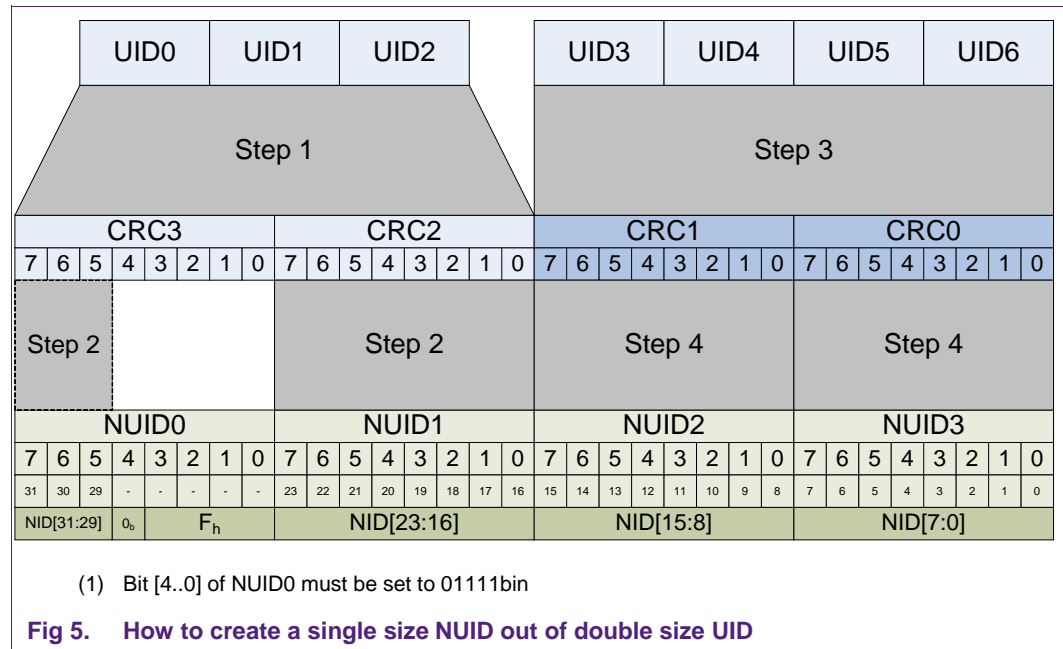 UID0 UID1 UID2 UID3 UID4 UID5 UID6
Step 1 Step 3
CRC3 CRC2 CRC1 CRC0
7 6 5 4 3 2 1 0 7 6 5 4 3 2 1 0 7 6 5 4 3 2 1 0 7 6 5 4 3 2 1 0
Step 2 Step 2 Step 4 Step 4
NUID0 NUID1 NUID2 NUID3
7 6 5 4 3 2 1 0 7 6 5 4 3 2 1 0 7 6 5 4 3 2 1 0 7 6 5 4 3 2 1 0
31 30 29 - - - - - 23 22 21 20 19 18 17 16 15 14 13 12 11 10 9 8 7 6 5 4 3 2 1 0
NID[31:29] 0b Fh NID[23:16] NID[15:8] NID[7:0]
(1) Bit [4..0] of NUID0 must be set to 01111bin
Fig 5. How to create a single size NUID out of double size UID